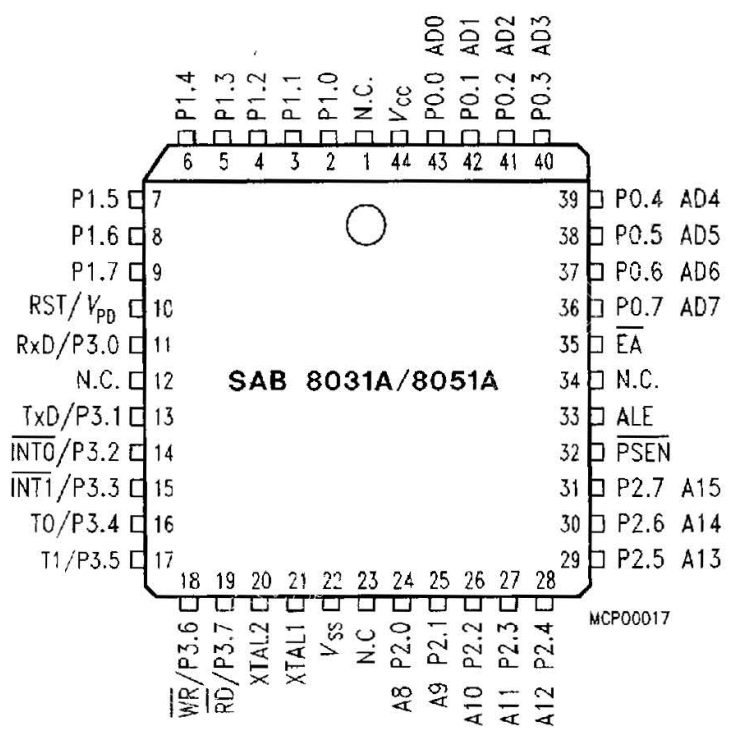 P1.4
P1.3
P1.2
P1.1
P1.0
N.C.
VCC
P0.0 AD0
P0.1 AD1
P0.2 AD2
P0.3 AD3
6 5 4 3 2 1 44 43 42 41 40
P1.5 7
39 P0.4 AD4
P1.6 8
38 P0.5 AD5
P1.7 9
37 P0.6 AD6
RST/VPD 10
36 P0.7 AD7
RxD/P3.0 11
35 E̅A̅
N.C. 12
SAB 8031A/8051A
34 N.C.
TxD/P3.1 13
33 ALE
I̅N̅T̅0̅/P3.2 14
32 P̅S̅E̅N̅
I̅N̅T̅1̅/P3.3 15
31 P2.7 A15
T0/P3.4 16
30 P2.6 A14
T1/P3.5 17
29 P2.5 A13
18 19 20 21 22 23 24 25 26 27 28
W̅R̅/P3.6
R̅D̅/P3.7
XTAL2
XTAL1
VSS
N.C
A8 P2.0
A9 P2.1
A10 P2.2
A11 P2.3
A12 P2.4
MCP00017